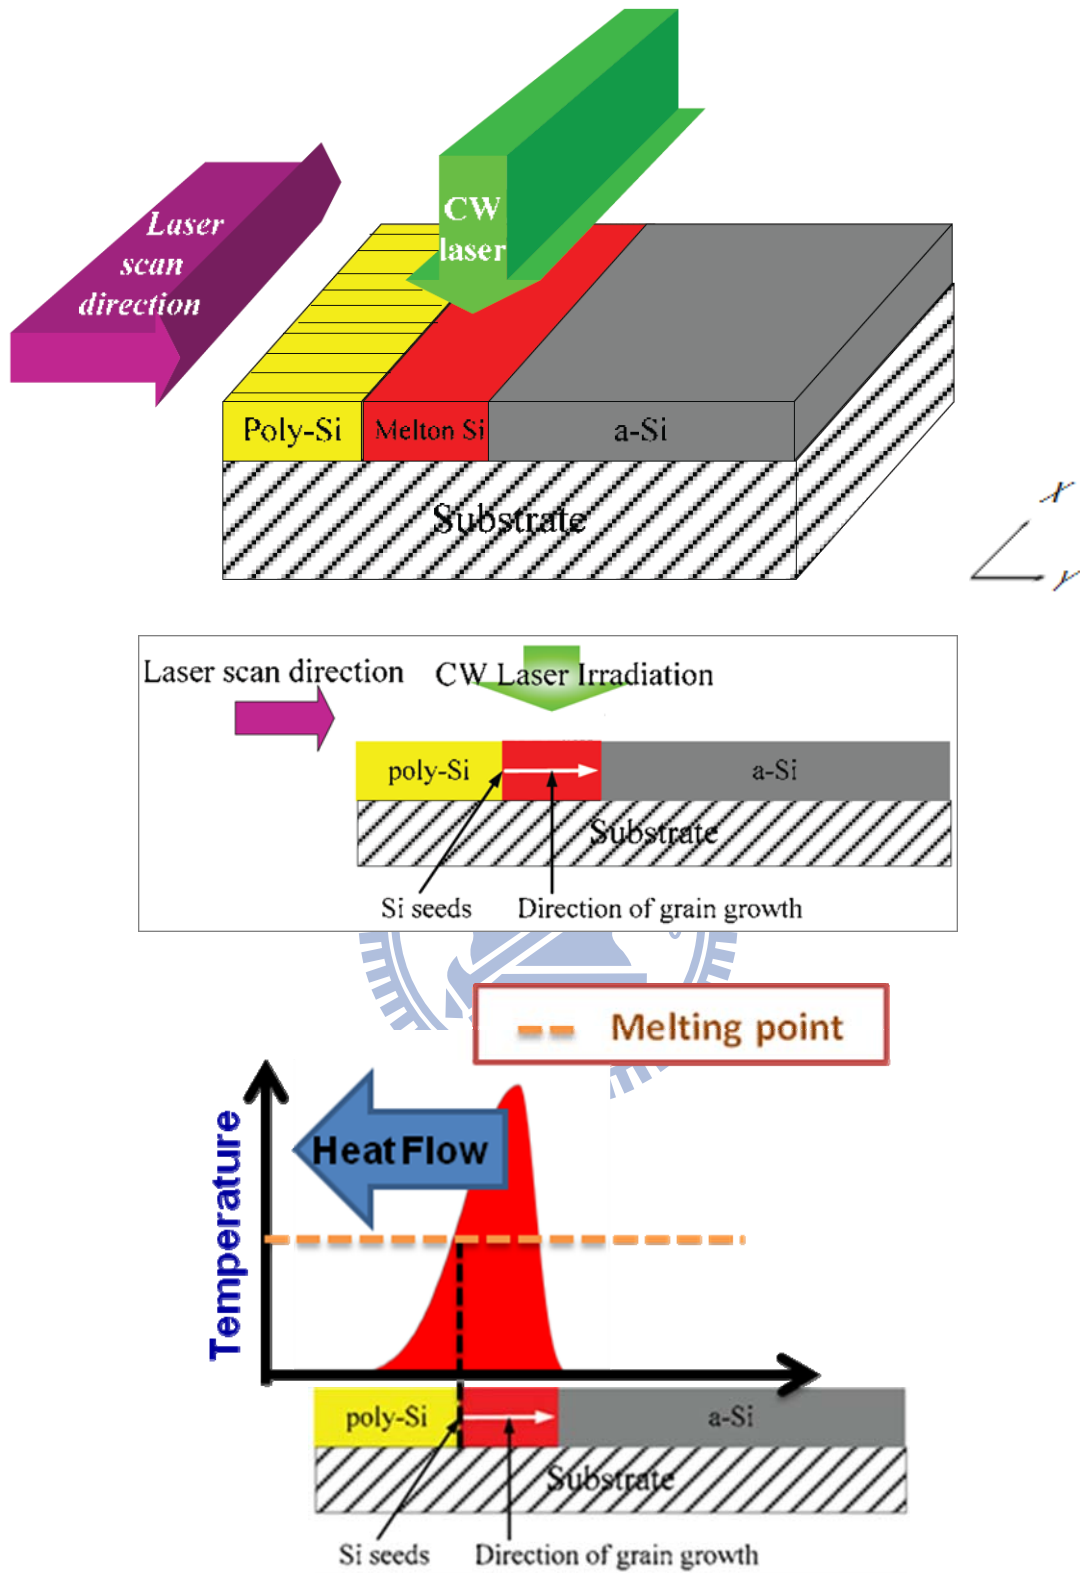 Laser
scan
direction
CW
laser
Poly-Si
Melton Si
a-Si
Substrate
X
Y
Laser scan direction
CW Laser Irradiation
poly-Si
a-Si
Substrate
Si seeds
Direction of grain growth
Melting point
Heat Flow
Temperature
poly-Si
a-Si
Substrate
Si seeds
Direction of grain growth